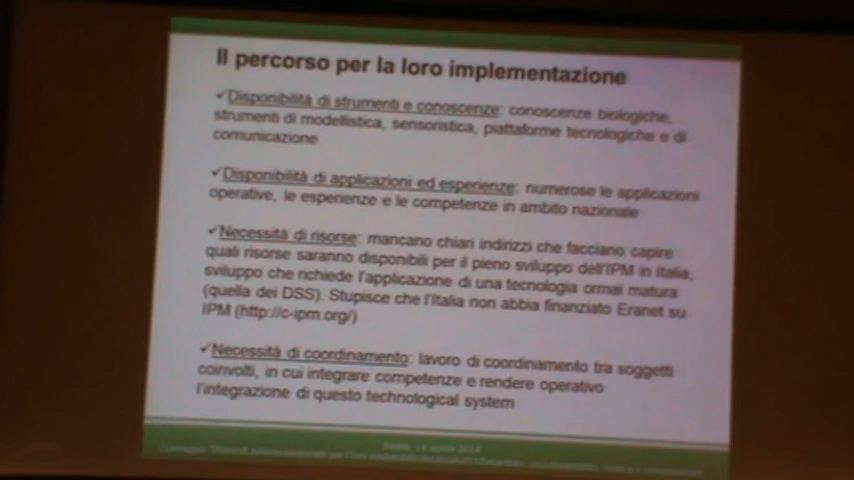 Il percorso per la loro implementazione
✓Disponibilità di strumenti e conoscenze: conoscenze biologiche,
strumenti di modellistica, sensoristica, piattaforme tecnologiche e di
comunicazione
✓Disponibilità di applicazioni ed esperienze: numerose le applicazioni
operative, le esperienze e le competenze in ambito nazionale
✓Necessità di risorse: mancano chiari indirizzi che facciano capire
quali risorse saranno disponibili per il pieno sviluppo dell'IPM in Italia,
sviluppo che richiede l'applicazione di una tecnologia ormai matura
(quella dei DSS). Stupisce che l'Italia non abbia finanziato Eranet su
IPM (http://c-ipm.org/)
✓Necessità di coordinamento: lavoro di coordinamento tra soggetti
coinvolti, in cui integrare competenze e rendere operativo
l'integrazione di questo technological system
aprile 2014